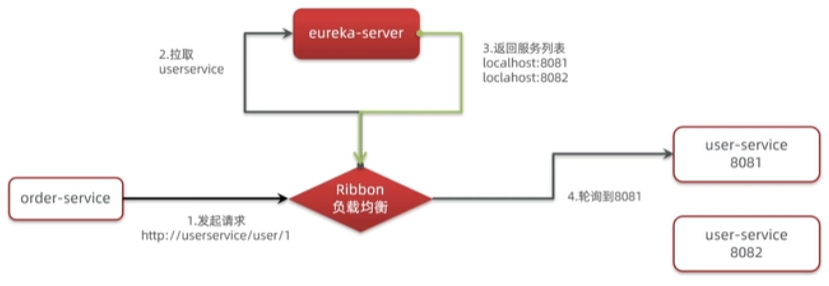 eureka-server
2.拉取
userservice
3.返回服务列表
localhost:8081
loclahost:8082
order-service
1.发起请求
http://userservice/user/1
Ribbon
负载均衡
4.轮询到8081
user-service
8081
user-service
8082